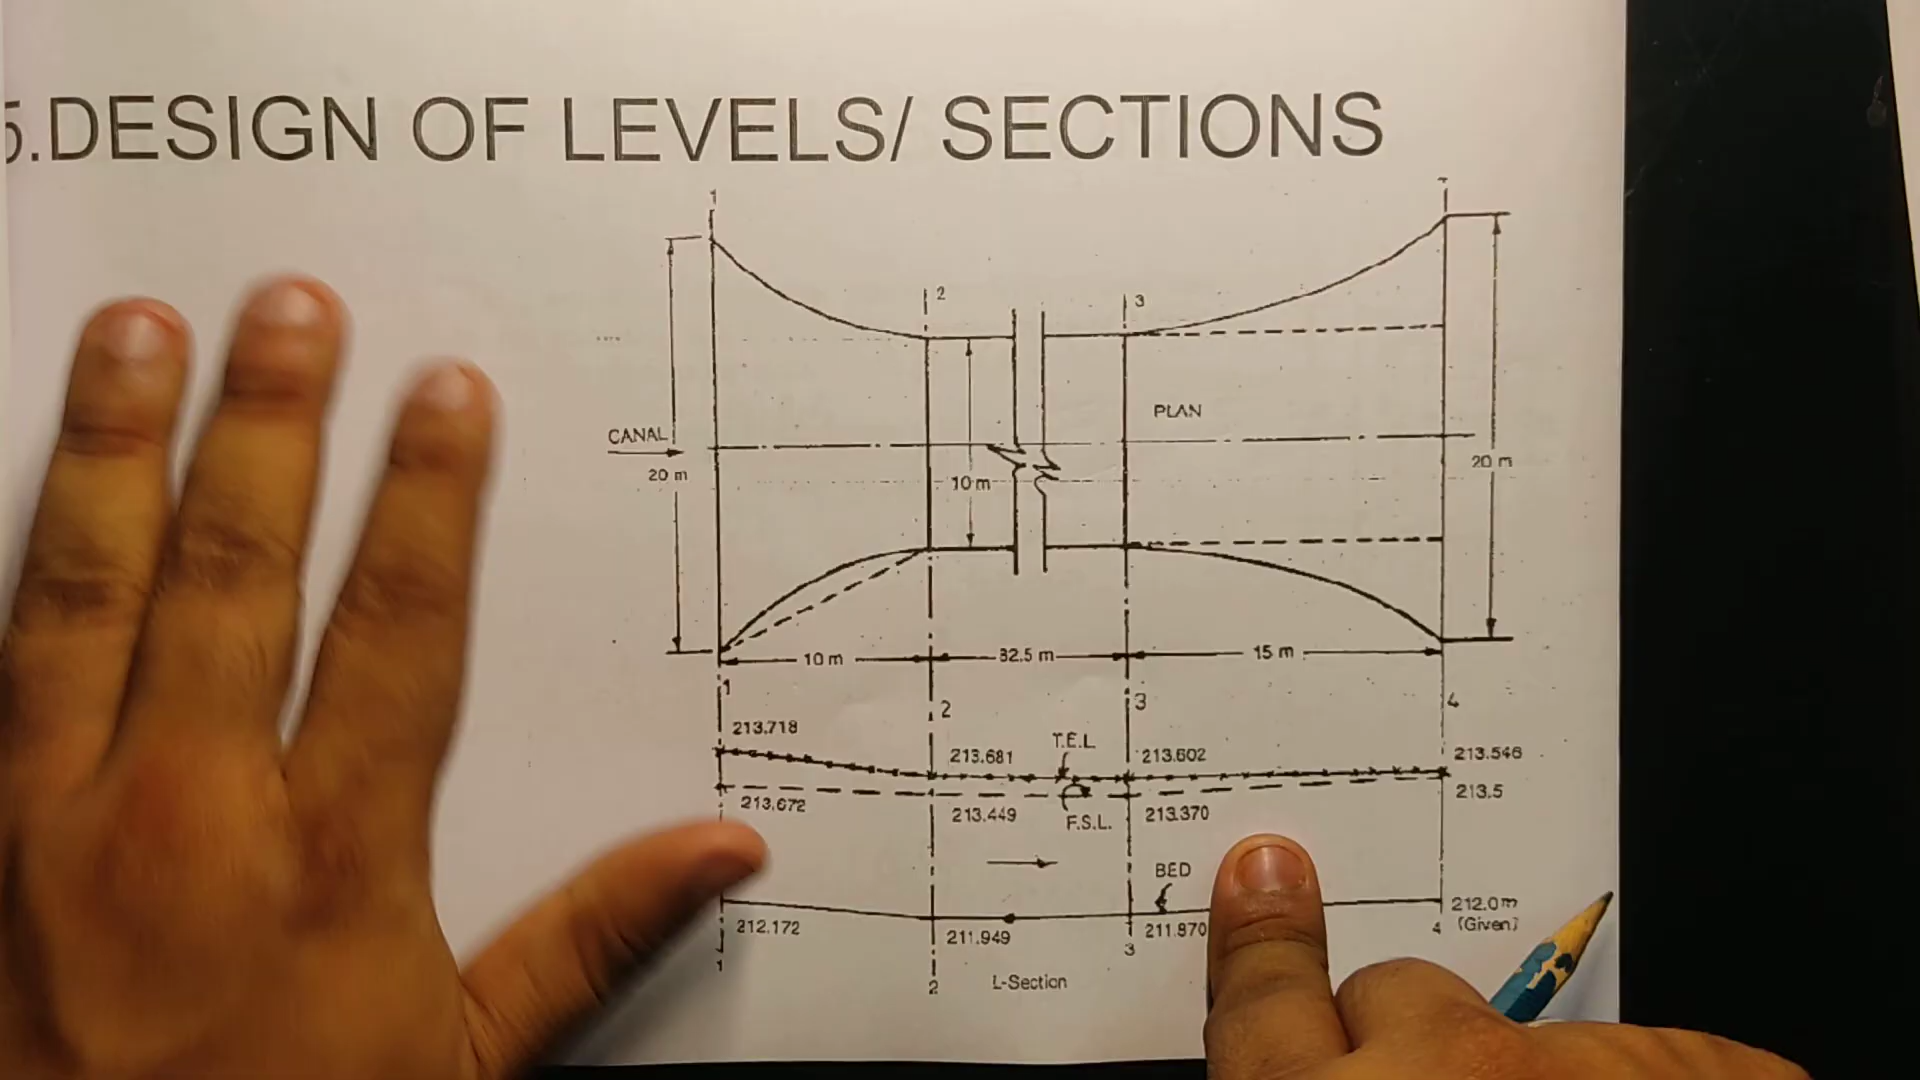 5.DESIGN OF LEVELS/ SECTIONS
1
2
3
CANAL
20 m
10 m
PLAN
20 m
10 m
82.5 m
15 m
1
2
3
4
213.718
213.681
T.E.L
213.602
213.546
213.672
213.449
F.S.L.
213.370
213.5
BED
212.172
211.949
211.870
212.0m
(Given)
1
2
3
4
L-Section